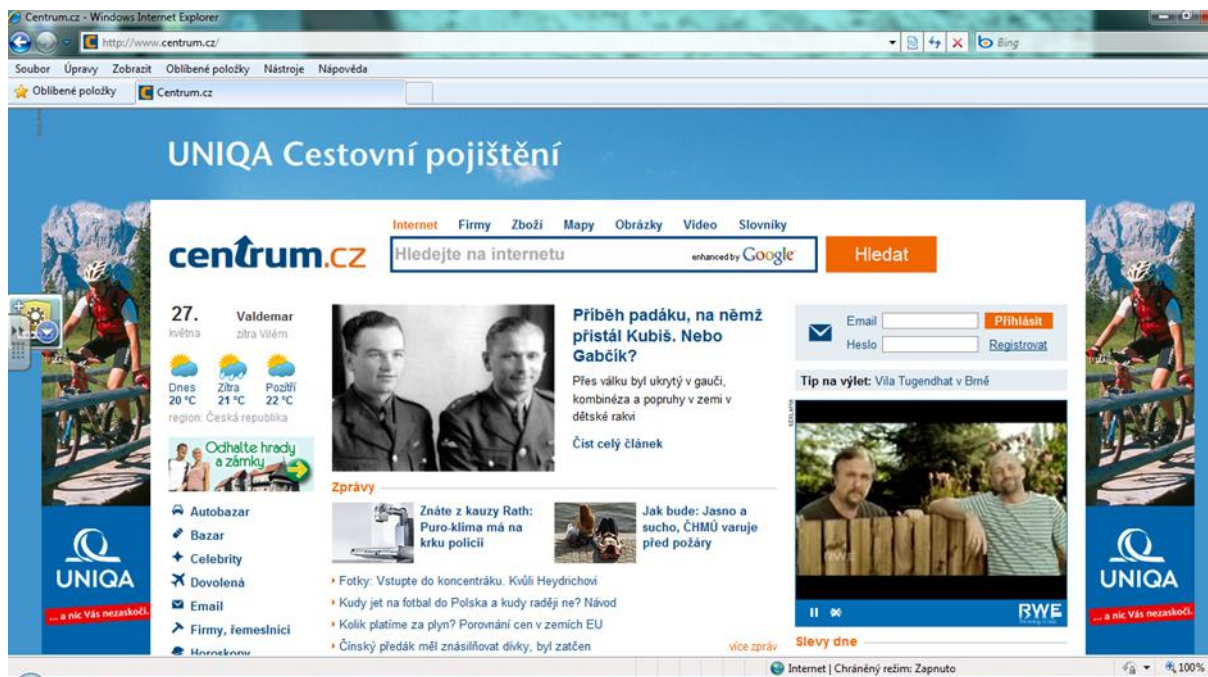 Centrum.cz - Windows Internet Explorer
http://www.centrum.cz/
Bing
Soubor Úpravy Zobrazit Oblíbené položky Nástroje Nápověda
Oblíbené položky
Centrum.cz
UNIQA Cestovní pojištění
Internet Firmy Zboží Mapy Obrázky Video Slovníky
centrum.cz
Hledejte na internetu
enhanced by Google
Hledat
27.
května
Valdemar
zítra Vilém
Dnes Zítra Pozítří
20 °C 21 °C 22 °C
region: Česká republika
Odhalte hrady
a zámky
Autobazar
Bazar
Celebrity
Dovolená
Email
Firmy, řemeslníci
Horoskopy
Příběh padáku, na němž
přistál Kubiš. Nebo
Gabčík?
Přes válku byl ukrytý v gauči,
kombinéza a popruhy v zemi v
dětské rakvi
Číst celý článek
Zprávy
Znáte z kauzy Rath:
Puro-klima má na
krku policii
Jak bude: Jasno a
sucho, ČHMÚ varuje
před požáry
Fotky: Vstupte do koncentráku. Kvůli Heydrichovi
Kudy jet na fotbal do Polska a kudy raději ne? Návod
Kolik platíme za plyn? Porovnání cen v zemích EU
Čínský předák měl znásilňovat dívky, byl zatčen
více zpráv
Email
Přihlásit
Heslo
Registrovat
Tip na výlet: Vila Tugendhat v Brně
REKLAMA
RWE
RWE
Slevy dne
UNIQA
... a nic Vás nezaskočí.
UNIQA
... a nic Vás nezaskočí.
Internet | Chráněný režim: Zapnuto
100%